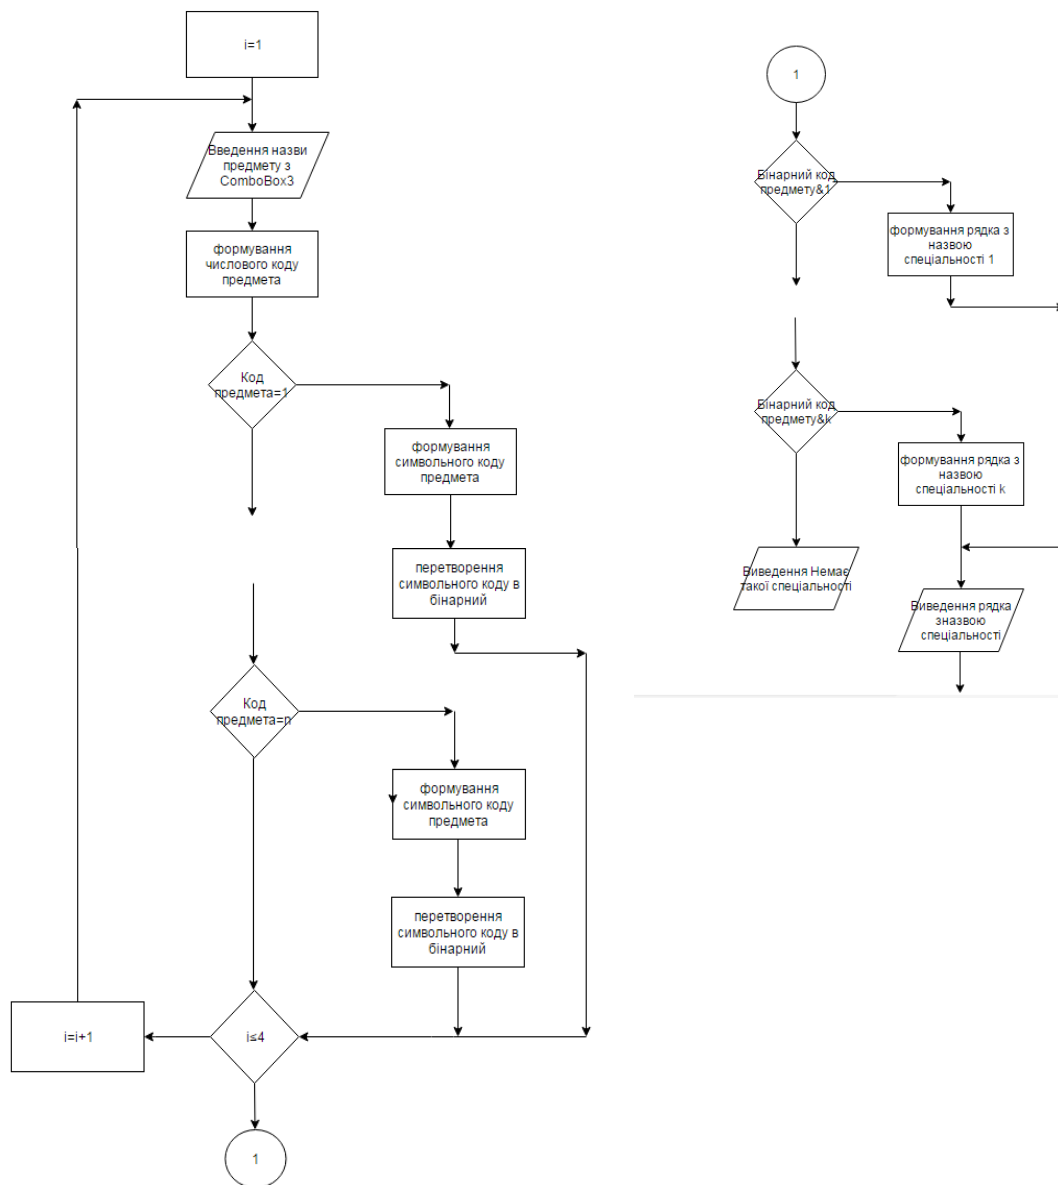 i=1
Введення назви
предмету з
ComboBox3
формування
числового коду
предмета
Код
предмета=1
формування
символьного коду
предмета
перетворення
символьного коду в
бінарний
Код
предмета=n
формування
символьного коду
предмета
перетворення
символьного коду в
бінарний
i≤4
i=i+1
1
1
Бінарний код
предмету&1
формування рядка з
назвою
спеціальності 1
Бінарний код
предмету&k
формування рядка з
назвою
спеціальності k
Виведення Немає
такої спеціальності
Виведення рядка
зназвою
спеціальності